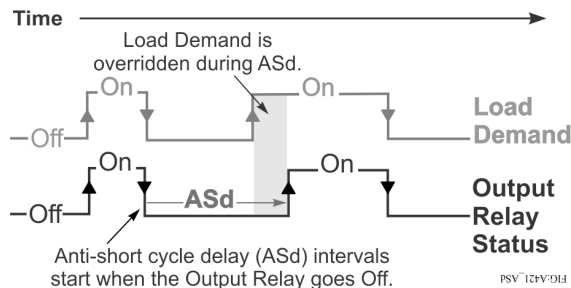 Time
Load Demand is
overridden during ASd.
On
On
Off
Load
Demand
On
On
ASd
Off
Output
Relay
Status
Anti-short cycle delay (ASd) intervals
start when the Output Relay goes Off.
FIG:A421_ASd